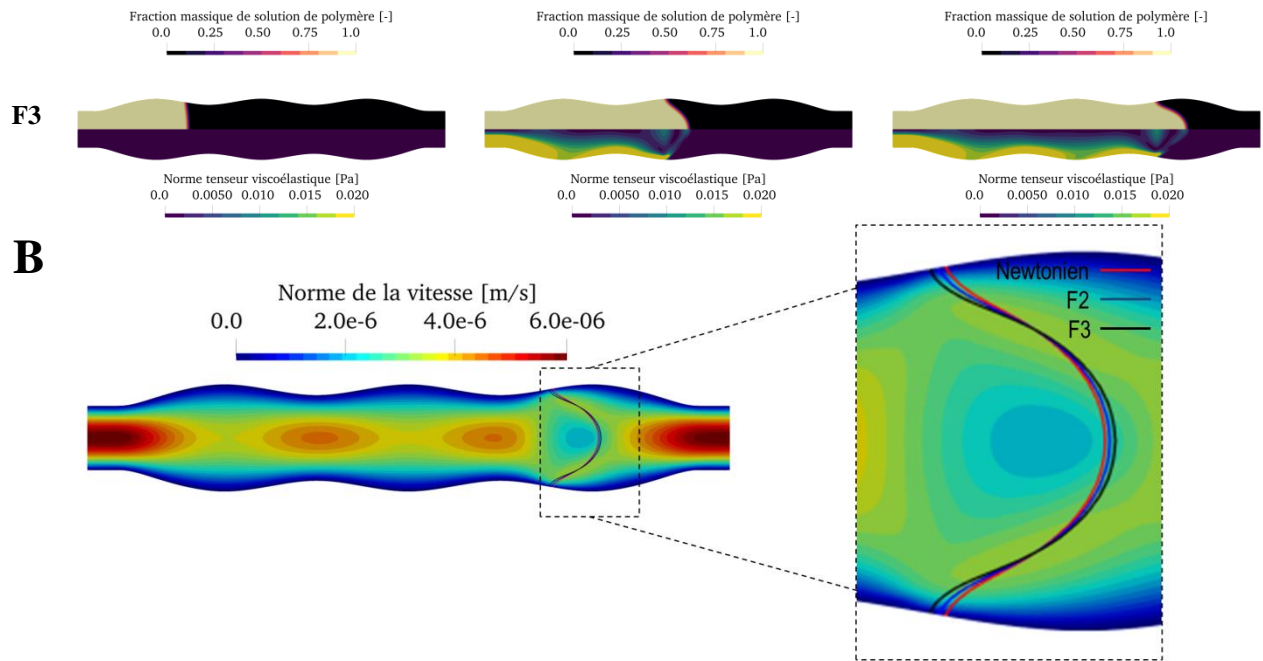 Fraction massique de solution de polymère [-]
0.0 0.25 0.50 0.75 1.0
Fraction massique de solution de polymère [-]
0.0 0.25 0.50 0.75 1.0
Fraction massique de solution de polymère [-]
0.0 0.25 0.50 0.75 1.0
F3
Norme tenseur viscoélastique [Pa]
0.0 0.0050 0.010 0.015 0.020
Norme tenseur viscoélastique [Pa]
0.0 0.0050 0.010 0.015 0.020
Norme tenseur viscoélastique [Pa]
0.0 0.0050 0.010 0.015 0.020
B
Norme de la vitesse [m/s]
0.0 2.0e-6 4.0e-6 6.0e-06
Newtonien
F2
F3